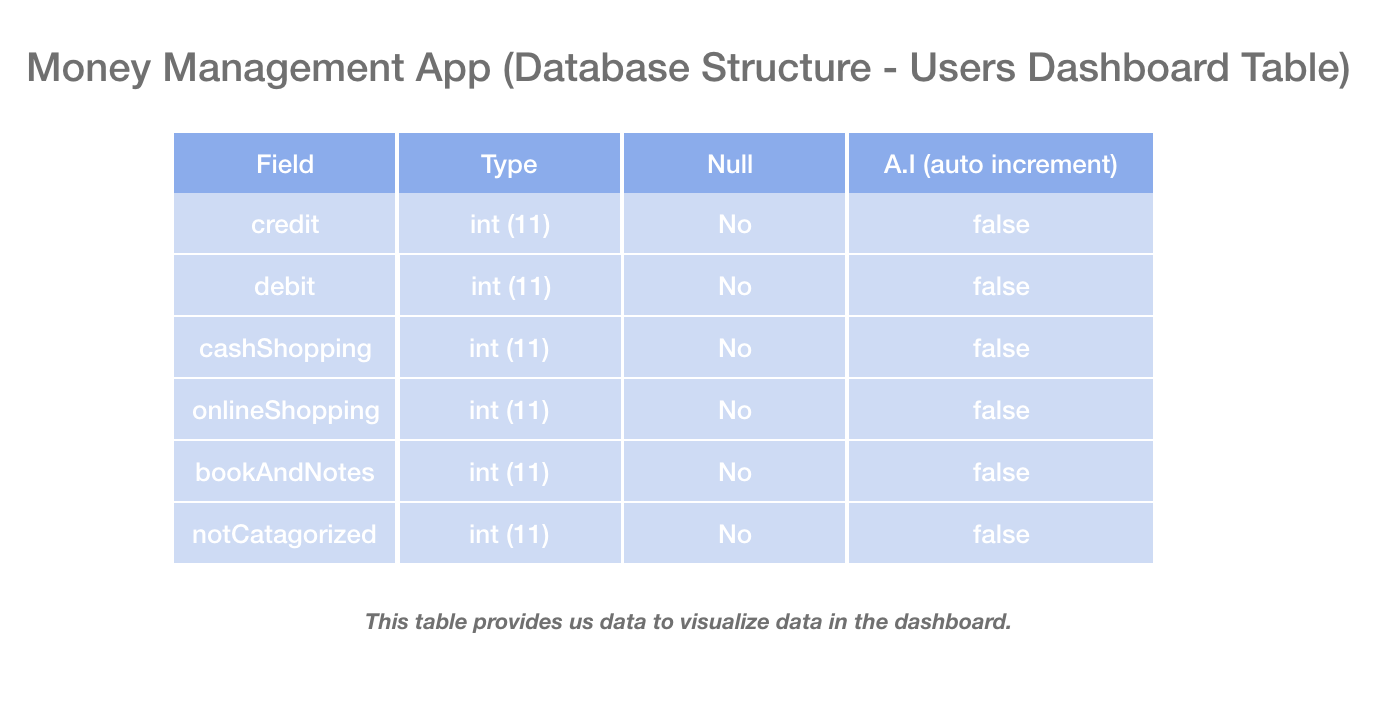 Money Management App (Database Structure - Users Dashboard Table)
Field Type Null A.I (auto increment)
credit int (11) No false
debit int (11) No false
cashShopping int (11) No false
onlineShopping int (11) No false
bookAndNotes int (11) No false
notCatagorized int (11) No false
This table provides us data to visualize data in the dashboard.